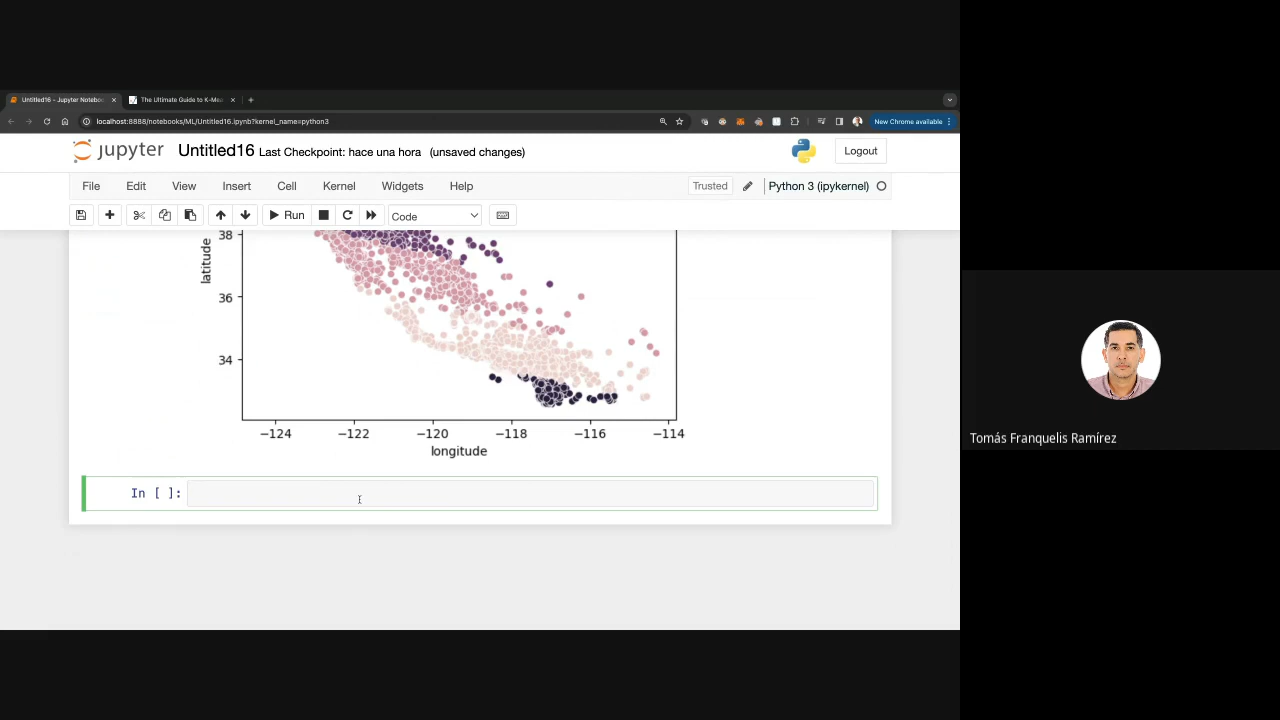 Untitled16 - Jupyter Notebo
The Ultimate Guide to K-Me
localhost:8888/notebooks/ML/Untitled16.ipynb?kernel_name=python3
New Chrome available
jupyter Untitled16 Last Checkpoint: hace una hora (unsaved changes)
Logout
File Edit View Insert Cell Kernel Widgets Help
Trusted
Python 3 (ipykernel)
Run
Code
38
36
34
latitude
−124 −122 −120 −118 −116 −114
longitude
In [ ]:
Tomás Franquelis Ramírez